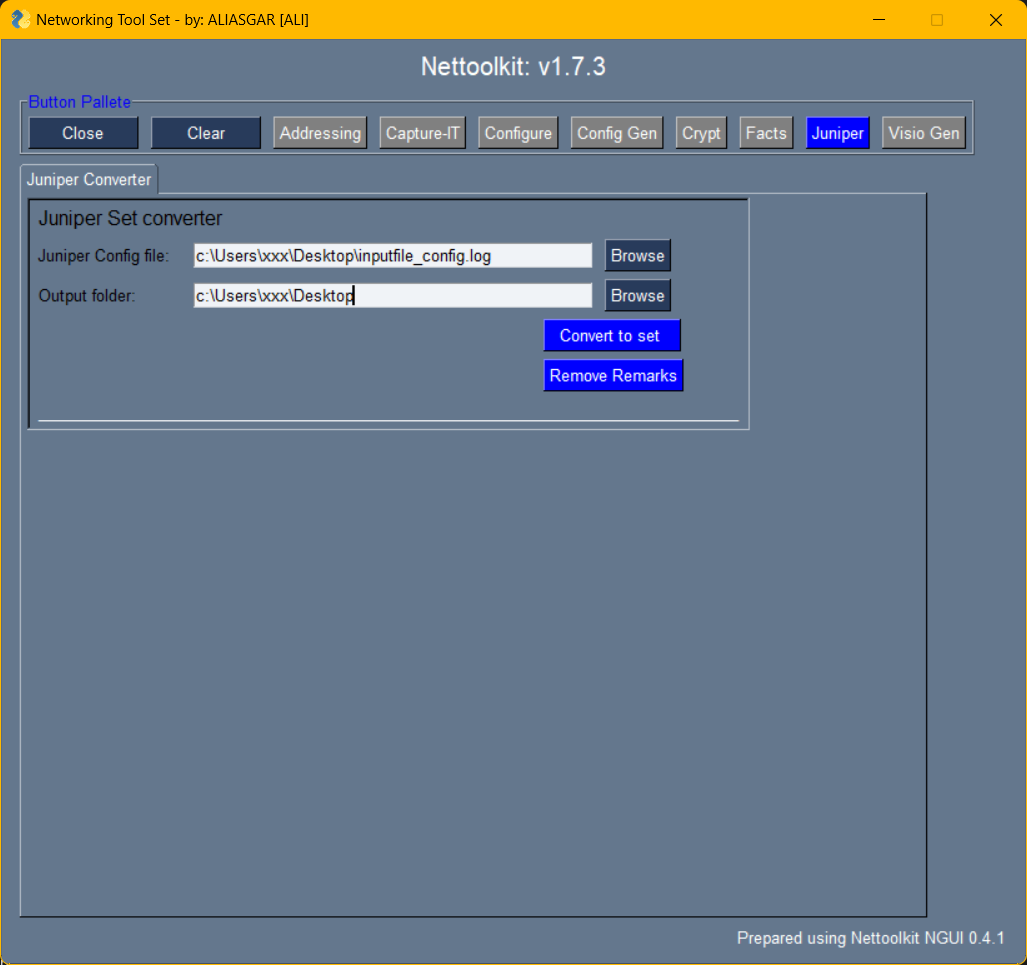 Networking Tool Set - by: ALIASGAR [ALI]
Nettoolkit: v1.7.3
Button Pallete
Close Clear Addressing Capture-IT Configure Config Gen Crypt Facts Juniper Visio Gen
Juniper Converter
Juniper Set converter
Juniper Config file: c:\Users\xxx\Desktop\inputfile_config.log Browse
Output folder: c:\Users\xxx\Desktop Browse
Convert to set
Remove Remarks
Prepared using Nettoolkit NGUI 0.4.1